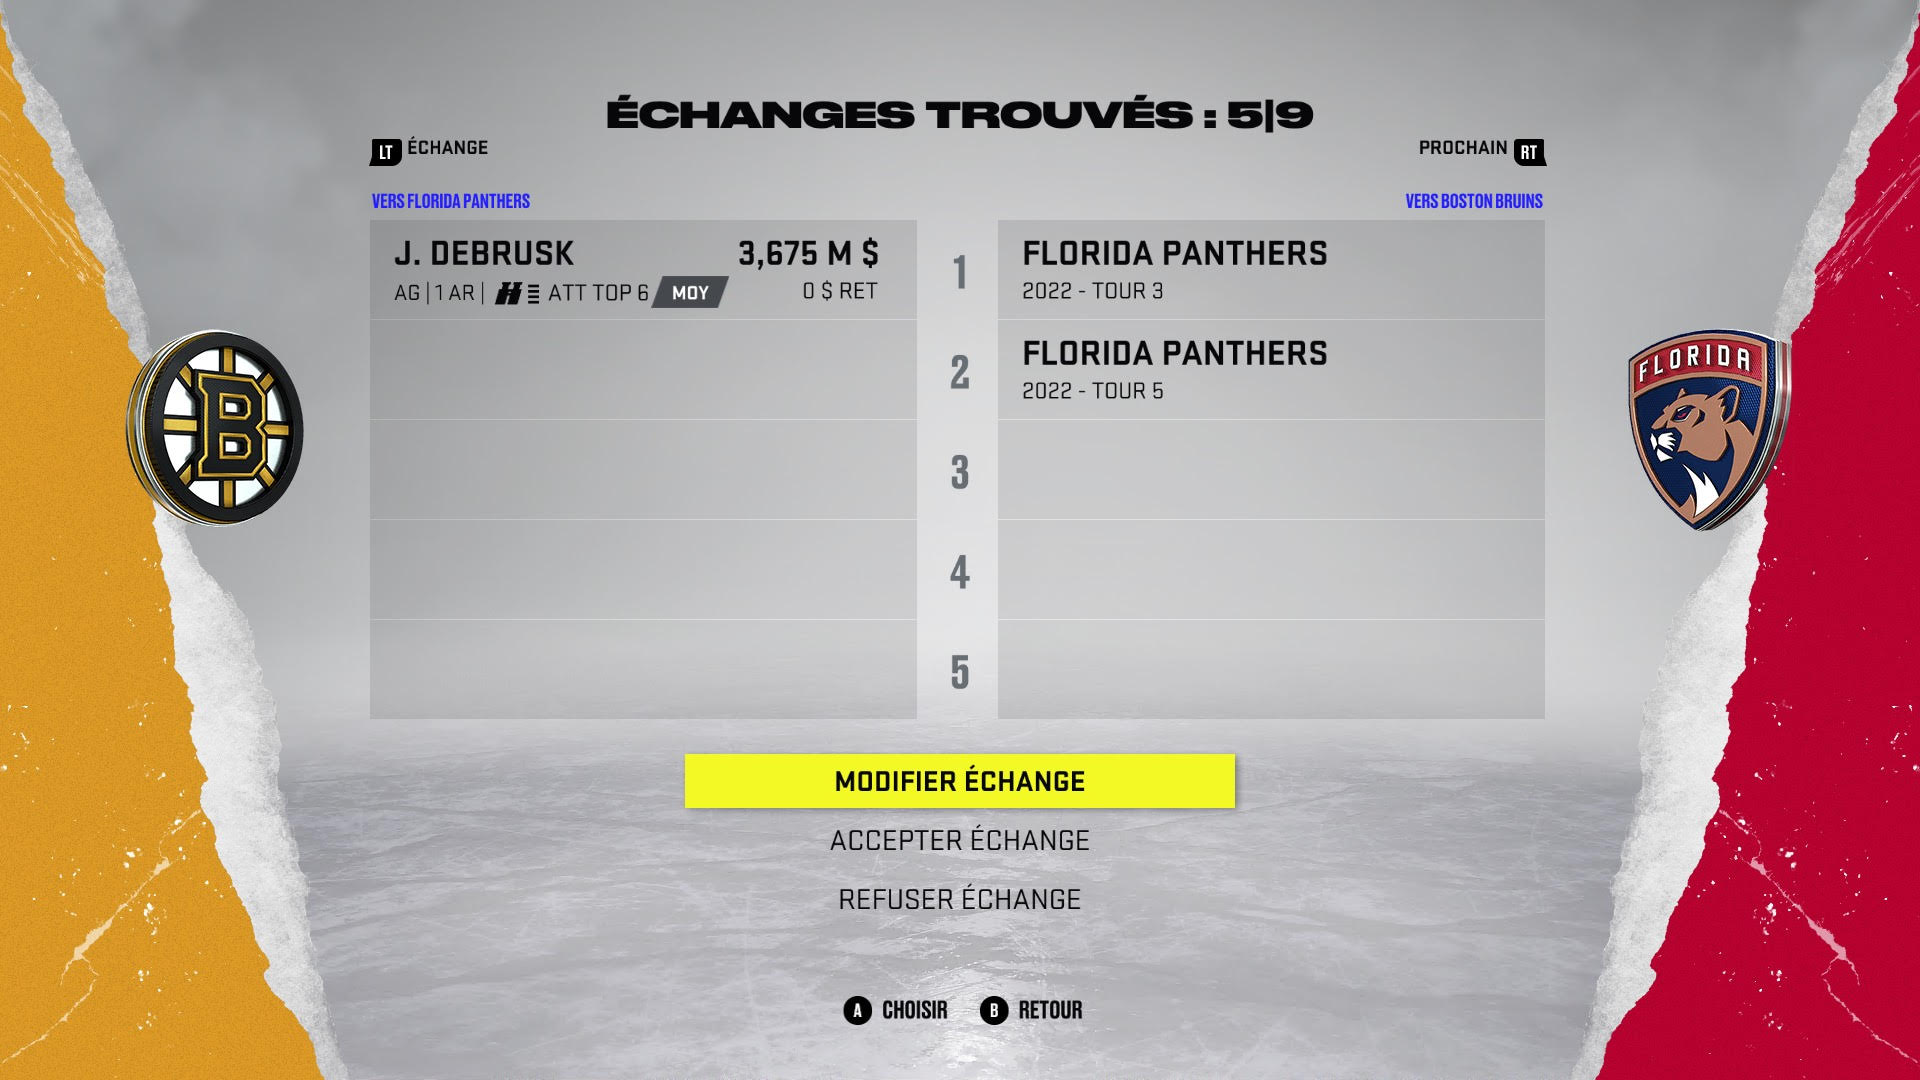 ÉCHANGES TROUVÉS : 5|9
LT ÉCHANGE
PROCHAIN RT
VERS FLORIDA PANTHERS
VERS BOSTON BRUINS
J. DEBRUSK 3,675 M $
AG | 1 AR | ATT TOP 6 MOY 0 $ RET
1
FLORIDA PANTHERS
2022 - TOUR 3
2
FLORIDA PANTHERS
2022 - TOUR 5
3
4
5
B
FLORIDA
MODIFIER ÉCHANGE
ACCEPTER ÉCHANGE
REFUSER ÉCHANGE
A CHOISIR B RETOUR